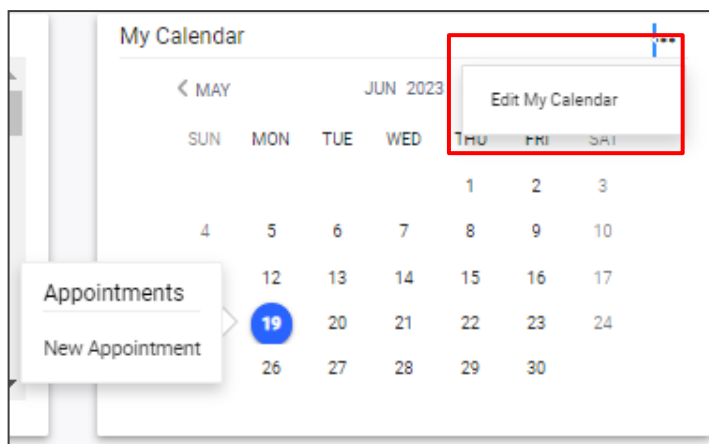 My Calendar
MAY
JUN 2023
Edit My Calendar
SUN MON TUE WED THU FRI SAT
1 2 3
4 5 6 7 8 9 10
12 13 14 15 16 17
Appointments
19 20 21 22 23 24
New Appointment
26 27 28 29 30